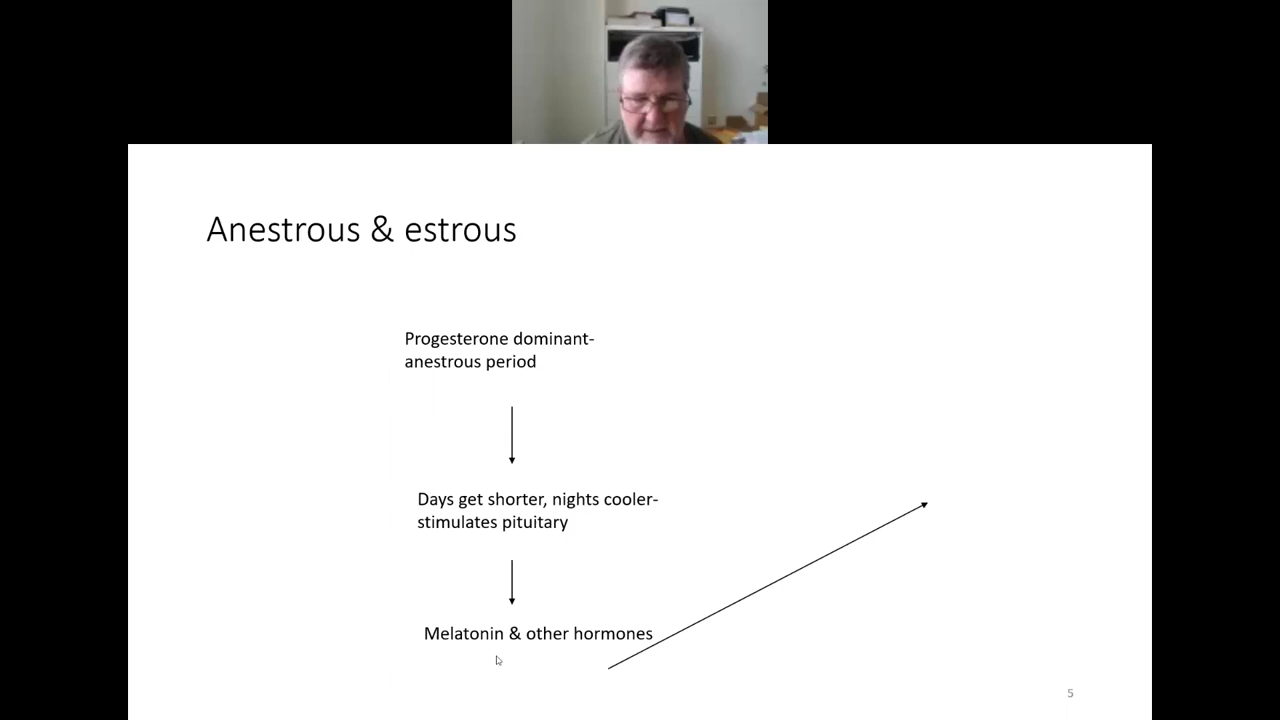 Anestrous & estrous
Progesterone dominant-
anestrous period
Days get shorter, nights cooler-
stimulates pituitary
Melatonin & other hormones
5